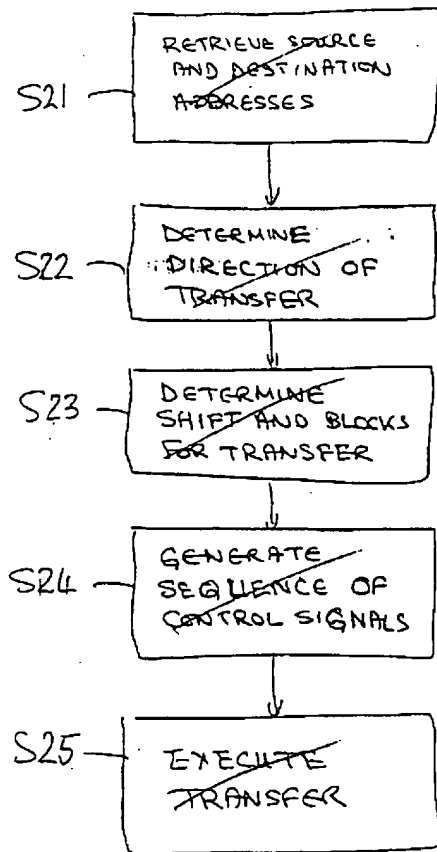 S21
RETRIEVE SOURCE
AND DESTINATION
ADDRESSES
S22
DETERMINE
DIRECTION OF
TRANSFER
S23
DETERMINE
SHIFT AND BLOCKS
FOR TRANSFER
S24
GENERATE
SEQUENCE OF
CONTROL SIGNALS
S25
EXECUTE
TRANSFER